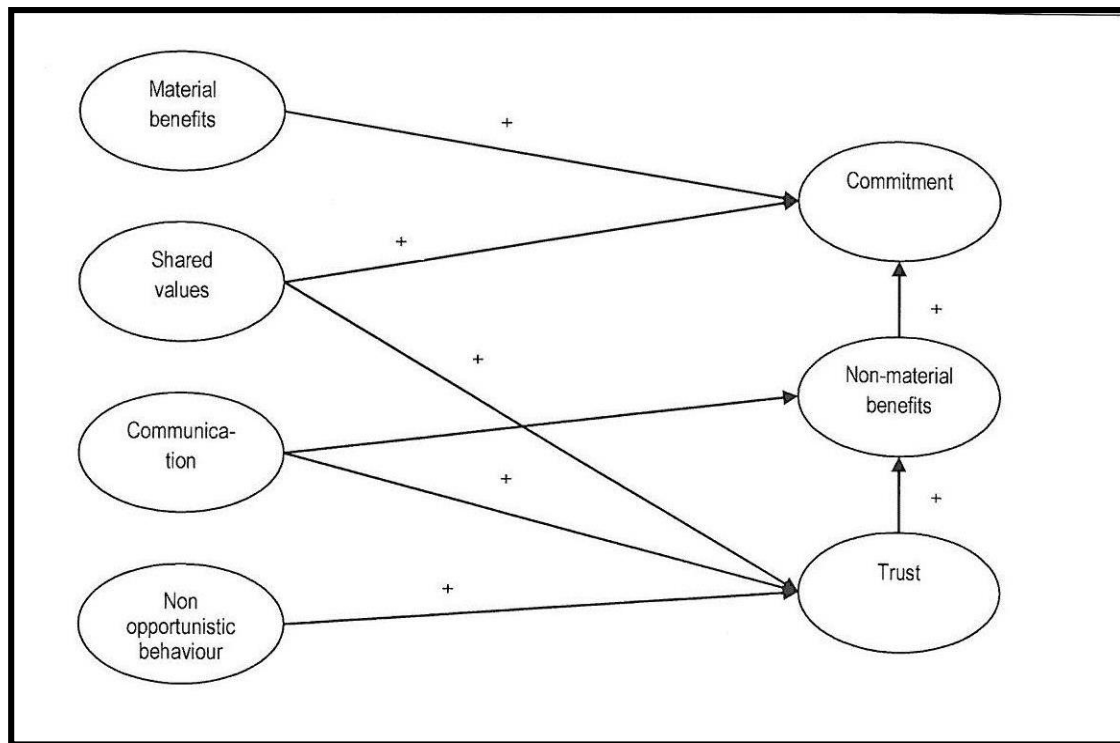 Material
benefits
+
Commitment
Shared
values
+
+
+
Non-material
benefits
Communica-
tion
+
+
Trust
Non
opportunistic
behaviour
+